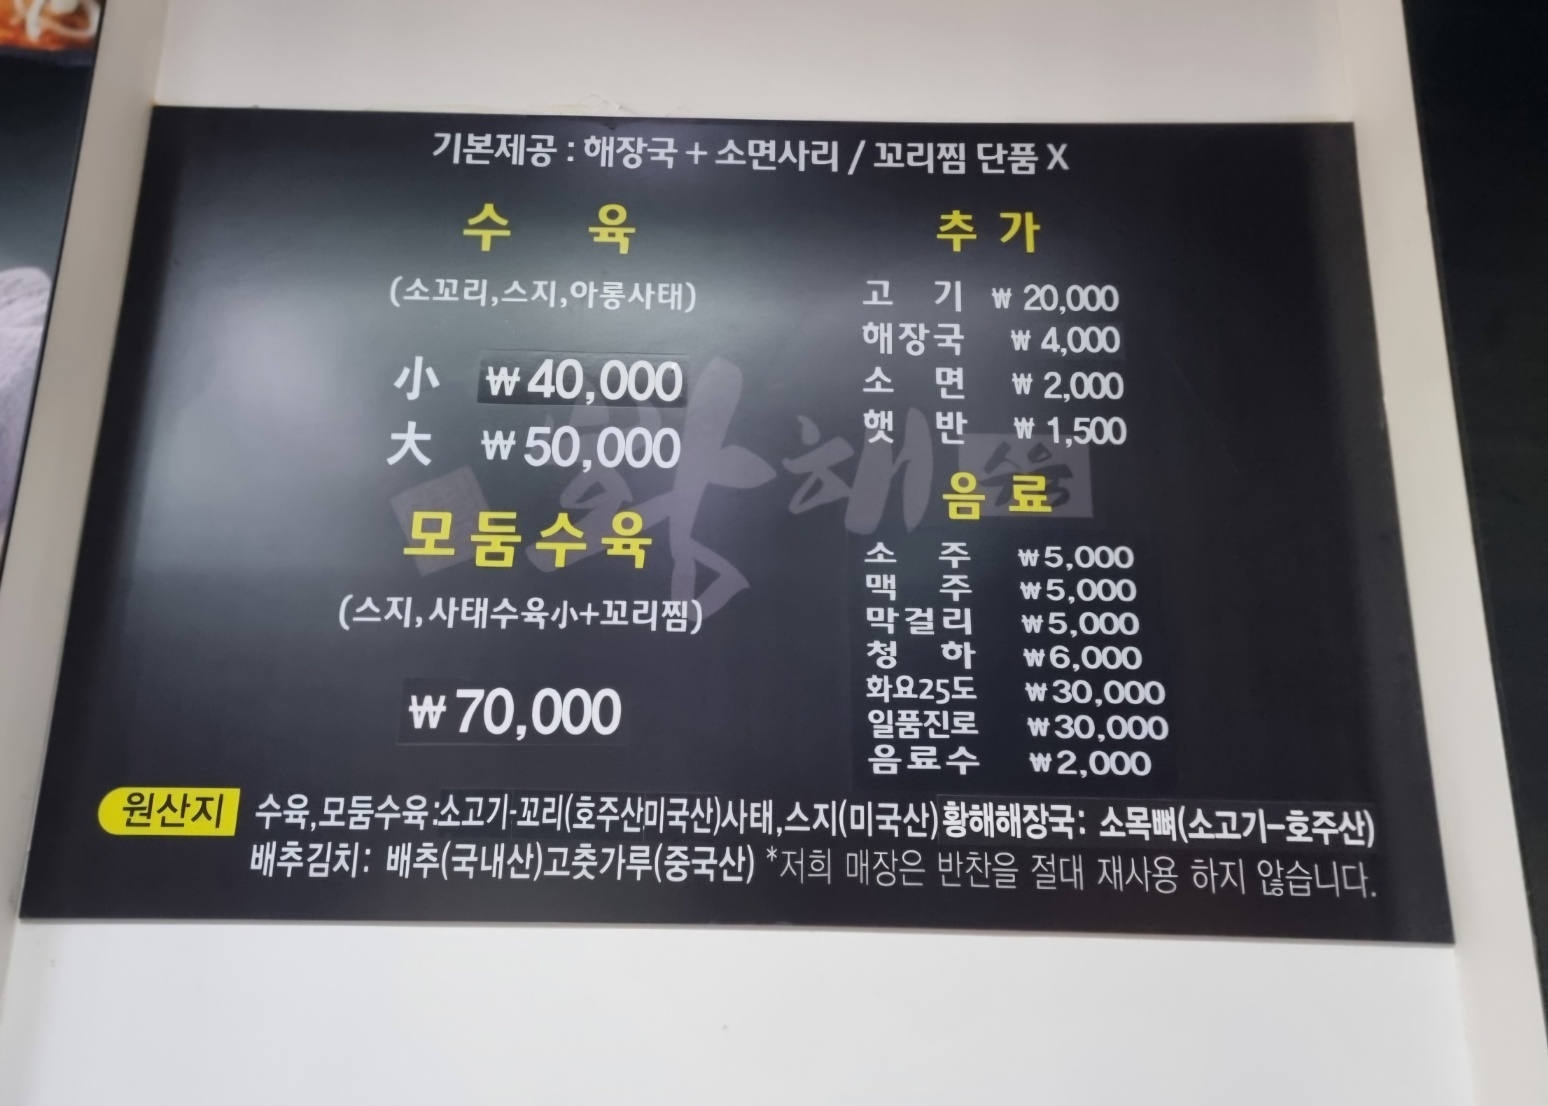 기본제공 : 해장국 + 소면사리 / 꼬리찜 단품 X
수 육
(소꼬리,스지,아롱사태)
小 ₩40,000
大 ₩50,000
모둠수육
(스지,사태수육小+꼬리찜)
₩70,000
추 가
고 기 ₩ 20,000
해장국 ₩ 4,000
소 면 ₩ 2,000
햇 반 ₩ 1,500
음 료
소 주 ₩5,000
맥 주 ₩5,000
막걸리 ₩5,000
청 하 ₩6,000
화요25도 ₩30,000
일품진로 ₩30,000
음료수 ₩2,000
황해
수육
원산지 수육,모둠수육:소고기-꼬리(호주산미국산)사태,스지(미국산)황해해장국: 소목뼈(소고기-호주산)
배추김치: 배추(국내산)고춧가루(중국산) *저희 매장은 반찬을 절대 재사용 하지 않습니다.